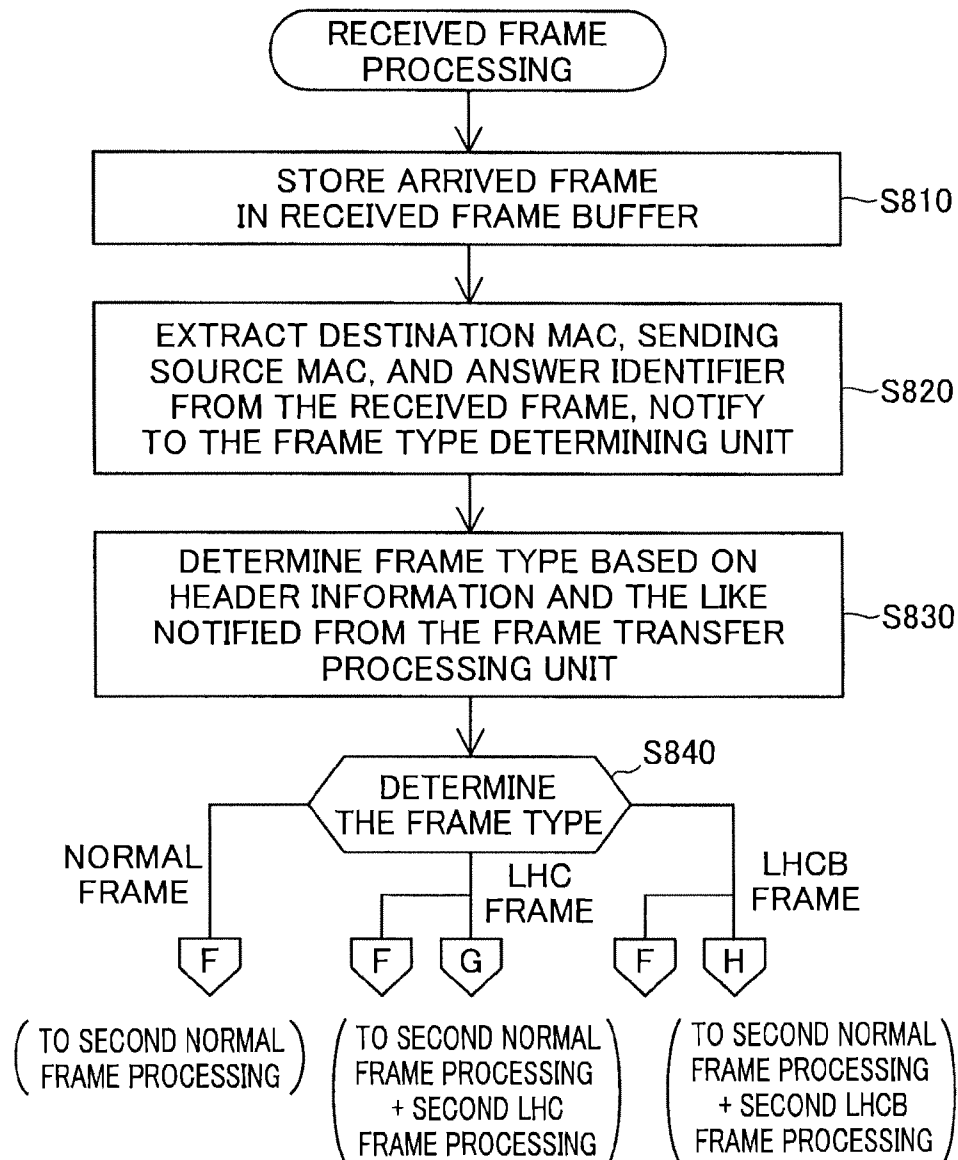 RECEIVED FRAME
PROCESSING
STORE ARRIVED FRAME
IN RECEIVED FRAME BUFFER
S810
EXTRACT DESTINATION MAC, SENDING
SOURCE MAC, AND ANSWER IDENTIFIER
FROM THE RECEIVED FRAME, NOTIFY
TO THE FRAME TYPE DETERMINING UNIT
S820
DETERMINE FRAME TYPE BASED ON
HEADER INFORMATION AND THE LIKE
NOTIFIED FROM THE FRAME TRANSFER
PROCESSING UNIT
S830
S840
DETERMINE
THE FRAME TYPE
NORMAL
FRAME
LHC
FRAME
LHCB
FRAME
F
F
G
F
H
(TO SECOND NORMAL
FRAME PROCESSING)
(TO SECOND NORMAL
FRAME PROCESSING
+ SECOND LHC
FRAME PROCESSING)
(TO SECOND NORMAL
FRAME PROCESSING
+ SECOND LHCB
FRAME PROCESSING)